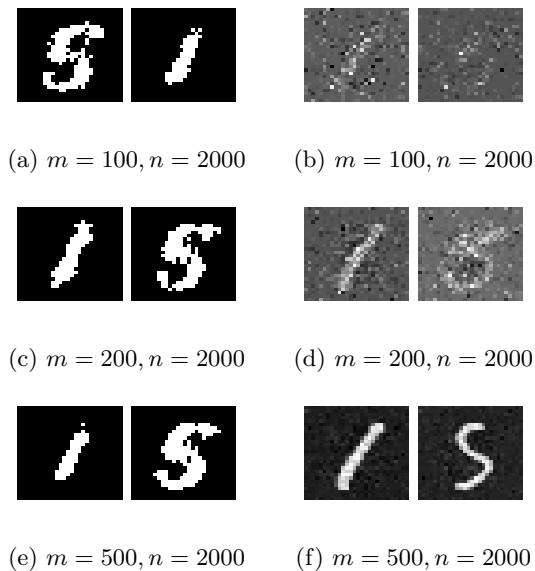 (a) m = 100, n = 2000
(b) m = 100, n = 2000
(c) m = 200, n = 2000
(d) m = 200, n = 2000
(e) m = 500, n = 2000
(f) m = 500, n = 2000